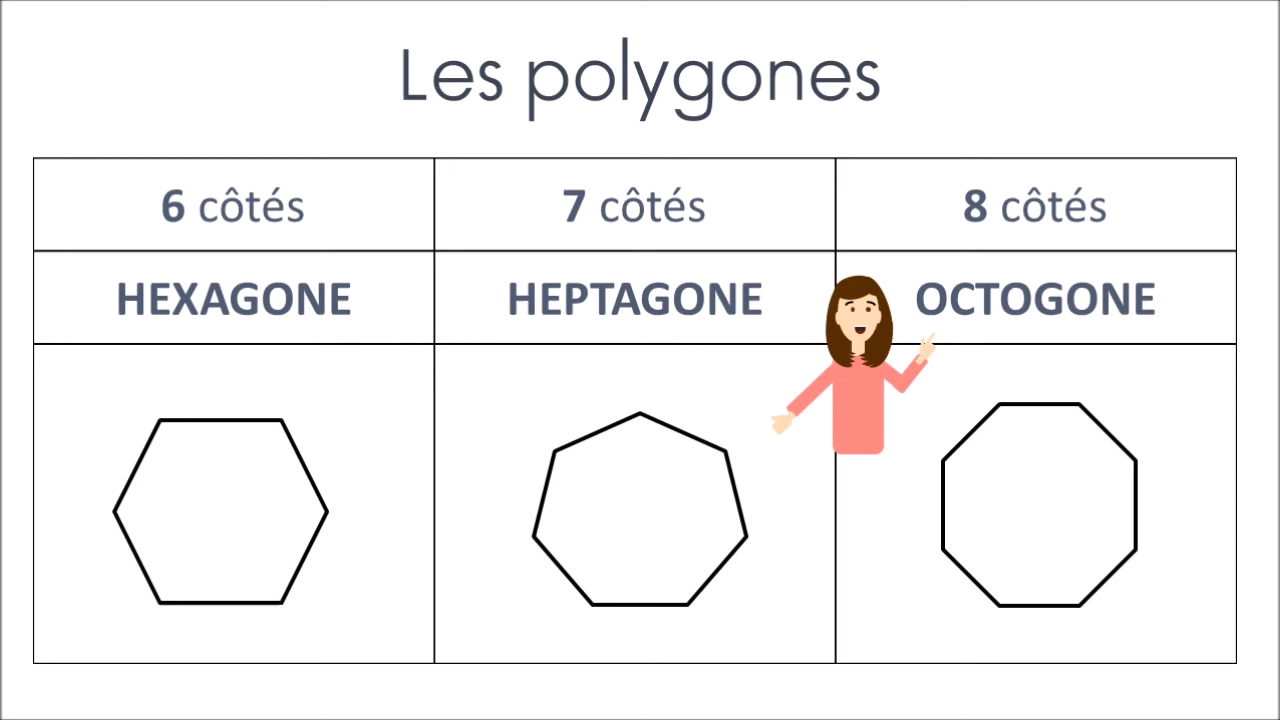 Les polygones
6 côtés
7 côtés
8 côtés
HEXAGONE
HEPTAGONE
OCTOGONE